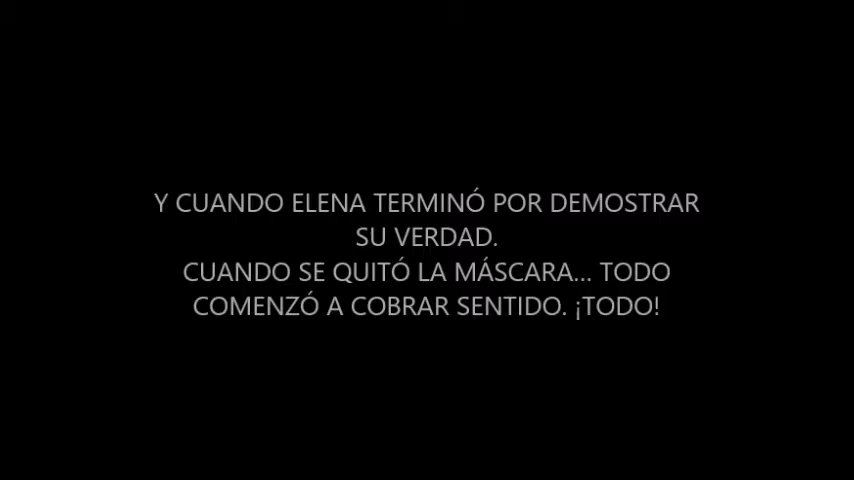 Y CUANDO ELENA TERMINÓ POR DEMOSTRAR
SU VERDAD.
CUANDO SE QUITÓ LA MÁSCARA... TODO
COMENZÓ A COBRAR SENTIDO. ¡TODO!